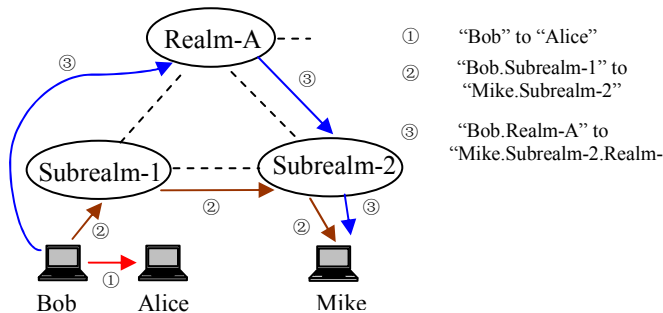 Realm-A
① “Bob” to “Alice”
③
② “Bob.Subrealm-1” to
“Mike.Subrealm-2”
③
③ “Bob.Realm-A” to
“Mike.Subrealm-2.Realm-
Subrealm-1
Subrealm-2
②
②
②
③
①
Bob
Alice
Mike